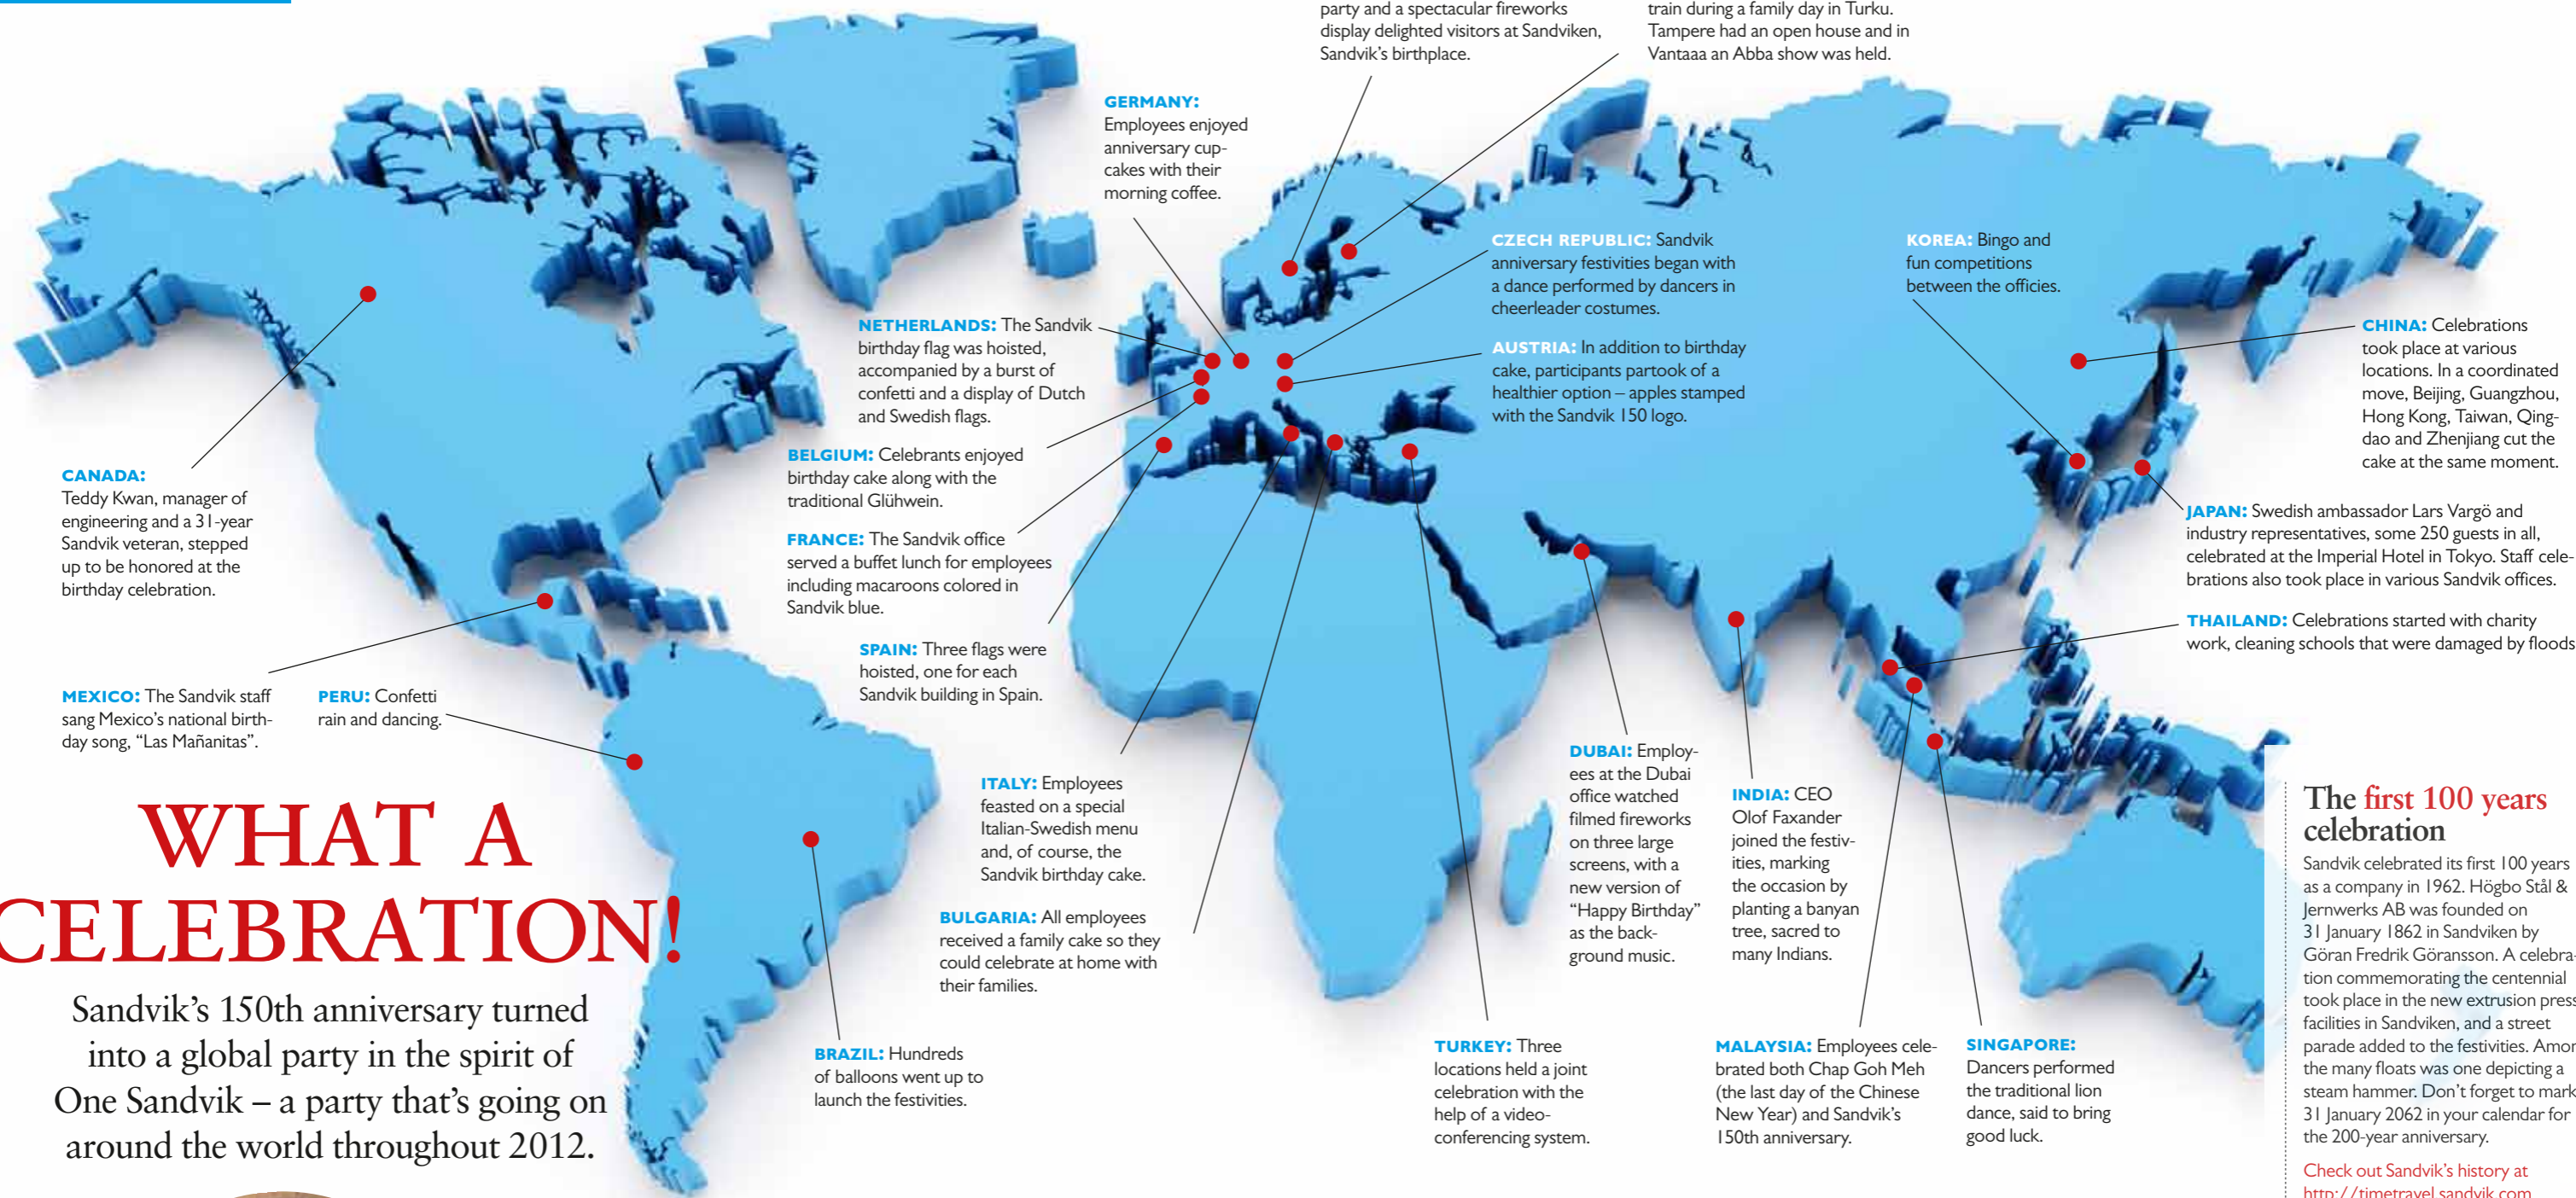 party and a spectacular fireworks
display delighted visitors at Sandviken,
Sandvik's birthplace.
train during a family day in Turku.
Tampere had an open house and in
Vantaaa an Abba show was held.
GERMANY:
Employees enjoyed
anniversary cup-
cakes with their
morning coffee.
CZECH REPUBLIC: Sandvik
anniversary festivities began with
a dance performed by dancers in
cheerleader costumes.
KOREA: Bingo and
fun competitions
between the officies.
NETHERLANDS: The Sandvik
birthday flag was hoisted,
accompanied by a burst of
confetti and a display of Dutch
and Swedish flags.
AUSTRIA: In addition to birthday
cake, participants partook of a
healthier option – apples stamped
with the Sandvik 150 logo.
CHINA: Celebrations
took place at various
locations. In a coordinated
move, Beijing, Guangzhou,
Hong Kong, Taiwan, Qing-
dao and Zhenjiang cut the
cake at the same moment.
CANADA:
Teddy Kwan, manager of
engineering and a 31-year
Sandvik veteran, stepped
up to be honored at the
birthday celebration.
BELGIUM: Celebrants enjoyed
birthday cake along with the
traditional Glühwein.
FRANCE: The Sandvik office
served a buffet lunch for employees
including macaroons colored in
Sandvik blue.
JAPAN: Swedish ambassador Lars Vargö and
industry representatives, some 250 guests in all,
celebrated at the Imperial Hotel in Tokyo. Staff cele-
brations also took place in various Sandvik offices.
THAILAND: Celebrations started with charity
work, cleaning schools that were damaged by floods
SPAIN: Three flags were
hoisted, one for each
Sandvik building in Spain.
MEXICO: The Sandvik staff
sang Mexico's national birth-
day song, “Las Mañanitas”.
PERU: Confetti
rain and dancing.
ITALY: Employees
feasted on a special
Italian-Swedish menu
and, of course, the
Sandvik birthday cake.
DUBAI: Employ-
ees at the Dubai
office watched
filmed fireworks
on three large
screens, with a
new version of
“Happy Birthday”
as the back-
ground music.
INDIA: CEO
Olof Faxander
joined the festiv-
ities, marking
the occasion by
planting a banyan
tree, sacred to
many Indians.
BULGARIA: All employees
received a family cake so they
could celebrate at home with
their families.
WHAT A
CELEBRATION!
Sandvik's 150th anniversary turned
into a global party in the spirit of
One Sandvik – a party that's going on
around the world throughout 2012.
BRAZIL: Hundreds
of balloons went up to
launch the festivities.
TURKEY: Three
locations held a joint
celebration with the
help of a video-
conferencing system.
MALAYSIA: Employees cele-
brated both Chap Goh Meh
(the last day of the Chinese
New Year) and Sandvik's
150th anniversary.
SINGAPORE:
Dancers performed
the traditional lion
dance, said to bring
good luck.
The first 100 years
celebration
Sandvik celebrated its first 100 years
as a company in 1962. Högbo Stål &
Jernwerks AB was founded on
31 January 1862 in Sandviken by
Göran Fredrik Göransson. A celebra-
tion commemorating the centennial
took place in the new extrusion press
facilities in Sandviken, and a street
parade added to the festivities. Amon
the many floats was one depicting a
steam hammer. Don't forget to mark
31 January 2062 in your calendar for
the 200-year anniversary.
Check out Sandvik's history at
http://timetravel.sandvik.com